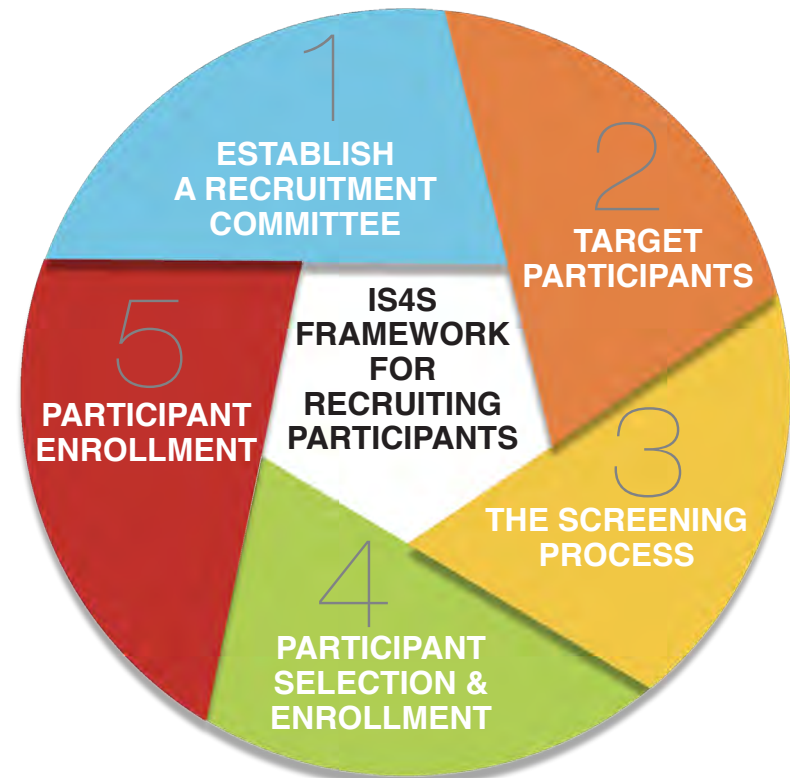 1
ESTABLISH
A RECRUITMENT
COMMITTEE
2
TARGET
PARTICIPANTS
3
THE SCREENING
PROCESS
4
PARTICIPANT
SELECTION &
ENROLLMENT
5
PARTICIPANT
ENROLLMENT
IS4S
FRAMEWORK
FOR
RECRUITING
PARTICIPANTS